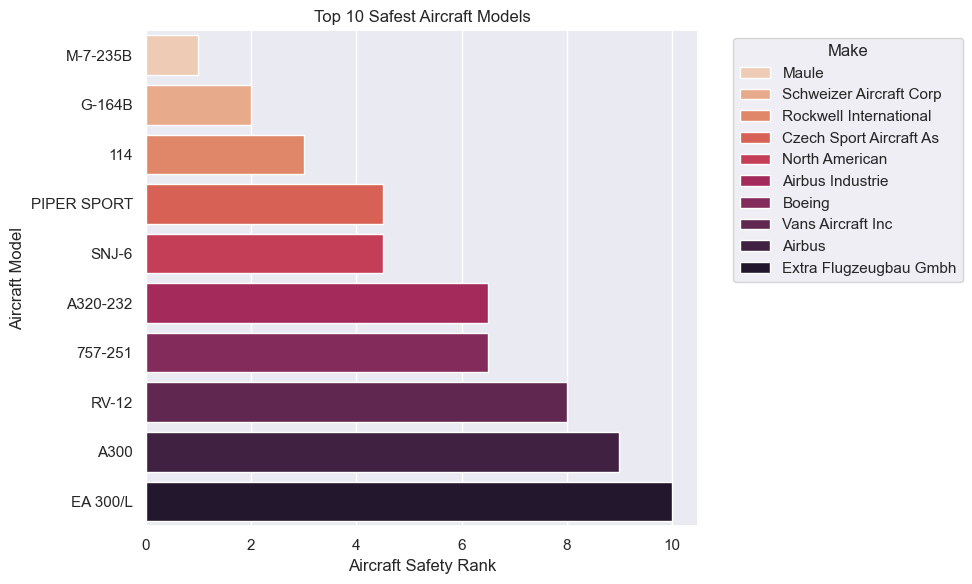 Top 10 Safest Aircraft Models
Aircraft Model
M-7-235B
G-164B
114
PIPER SPORT
SNJ-6
A320-232
757-251
RV-12
A300
EA 300/L
0 2 4 6 8 10
Aircraft Safety Rank
Make
Maule
Schweizer Aircraft Corp
Rockwell International
Czech Sport Aircraft As
North American
Airbus Industrie
Boeing
Vans Aircraft Inc
Airbus
Extra Flugzeugbau Gmbh